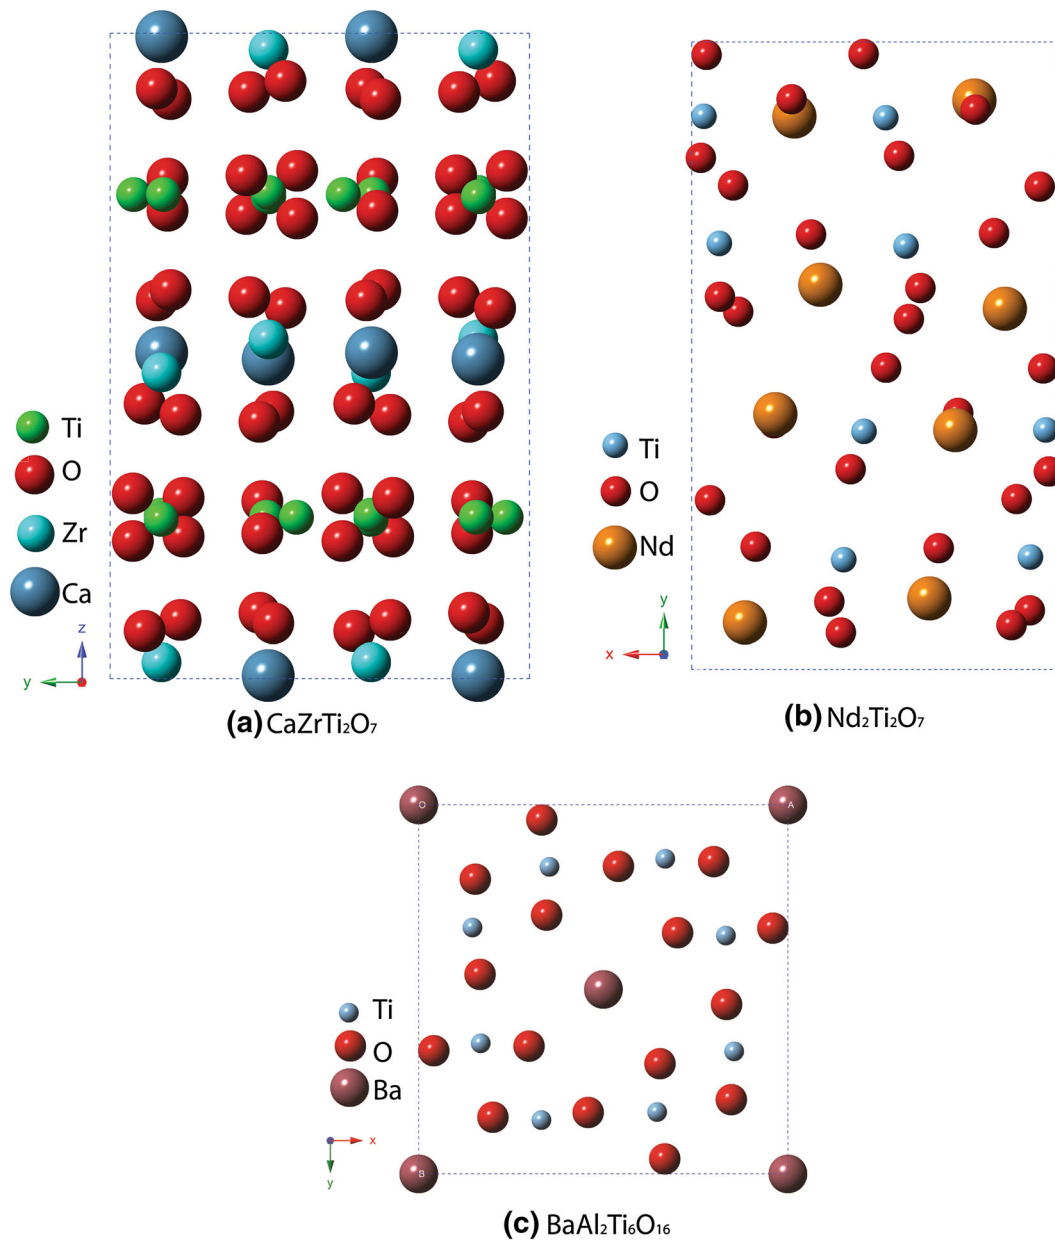 Ti
O
Zr
Ca
z
y
(a) CaZrTi₂O₇
Ti
O
Nd
y
x
(b) Nd₂Ti₂O₇
O
A
Ti
O
Ba
x
y
B
(c) BaAl₂Ti₆O₁₆